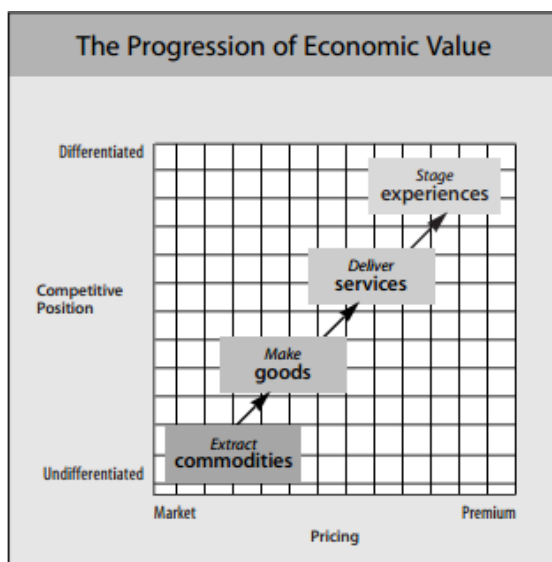 The Progression of Economic Value
Differentiated
Stage
experiences
Deliver
services
Competitive
Position
Make
goods
Extract
commodities
Undifferentiated
Market
Premium
Pricing